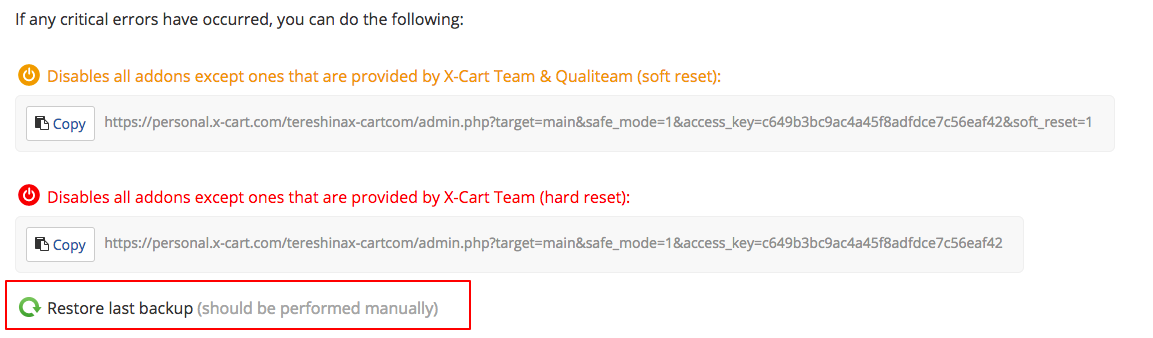 If any critical errors have occurred, you can do the following:
Disables all addons except ones that are provided by X-Cart Team & Qualiteam (soft reset):
Copy https://personal.x-cart.com/tereshinax-cartcom/admin.php?target=main&safe_mode=1&access_key=c649b3bc9ac4a45f8adfdce7c56eaf42&soft_reset=1
Disables all addons except ones that are provided by X-Cart Team (hard reset):
Copy https://personal.x-cart.com/tereshinax-cartcom/admin.php?target=main&safe_mode=1&access_key=c649b3bc9ac4a45f8adfdce7c56eaf42
Restore last backup (should be performed manually)